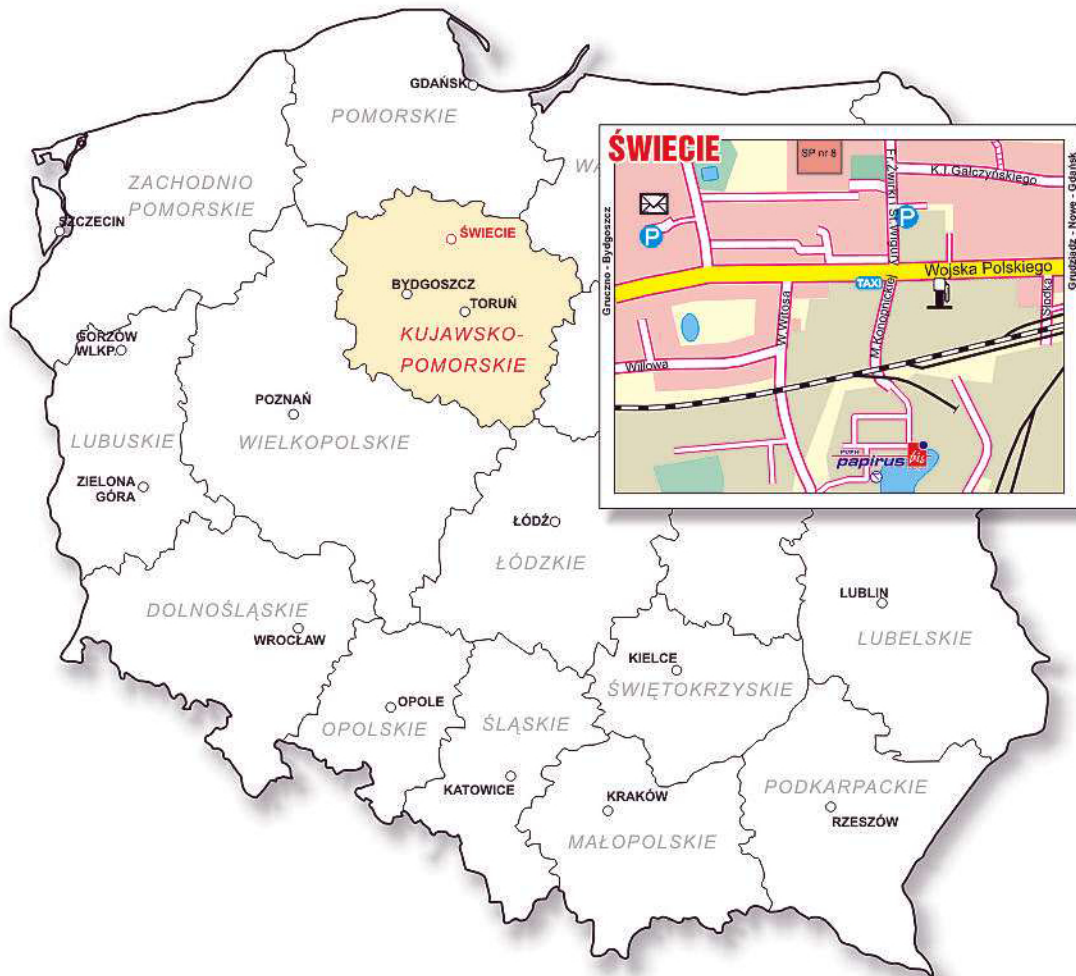 GDAŃSK
POMORSKIE
ZACHODNIO
POMORSKIE
SZCZECIN
ŚWIECIE
BYDGOSZCZ
TORUŃ
KUJAWSKO-
POMORSKIE
GORZÓW
WLKP.
POZNAŃ
LUBUSKIE
WIELKOPOLSKIE
ZIELONA
GÓRA
ŁÓDŹ
ŁÓDZKIE
DOLNOŚLĄSKIE
WROCŁAW
LUBLIN
LUBELSKIE
KIELCE
ŚWIĘTOKRZYSKIE
OPOLE
OPOLSKIE
ŚLĄSKIE
KATOWICE
KRAKÓW
MAŁOPOLSKIE
PODKARPACKIE
RZESZÓW
WA
ŚWIECIE
SP nr 8
K.I.Gałczyńskiego
Fr.Żwirki i St.Wigury
P
P
Gruczno - Bydgoszcz
Grudziądz - Nowe - Gdańsk
Wojska Polskiego
TAXI
W.Witosa
M.Konopnickiej
Słodka
Willowa
papirus
bis